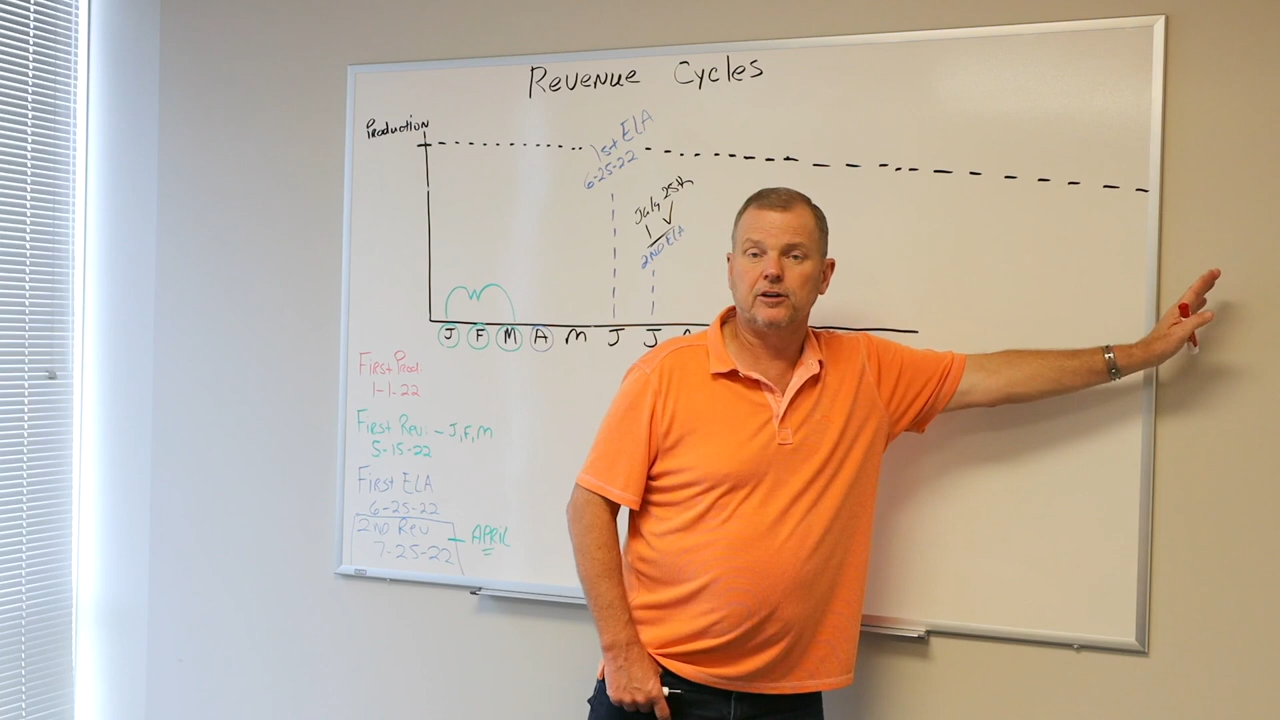 Revenue Cycles
Production
1st ELA
6-25-22
July 25th
2ND ELA
J F M A M J J
First Prod:
1-1-22
First Rev: - J, F, M
5-15-22
First ELA
6-25-22
2nd Rev
7-25-22
APRIL